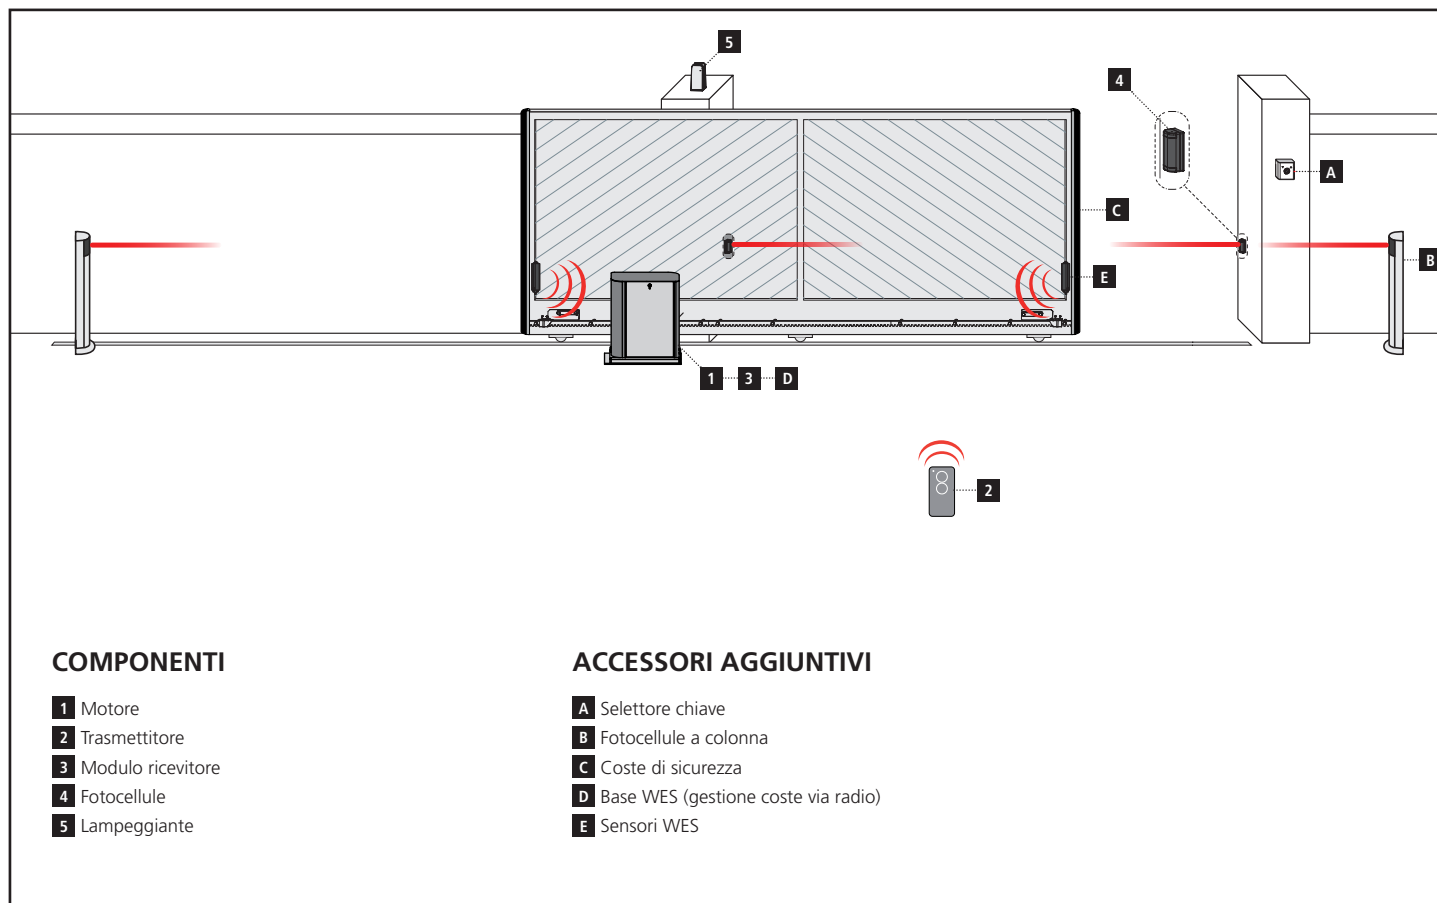 5
4
A
C
E
B
1 3 D
2
COMPONENTI
1 Motore
2 Trasmettitore
3 Modulo ricevitore
4 Fotocellule
5 Lampeggiante
ACCESSORI AGGIUNTIVI
A Selettore chiave
B Fotocellule a colonna
C Coste di sicurezza
D Base WES (gestione coste via radio)
E Sensori WES